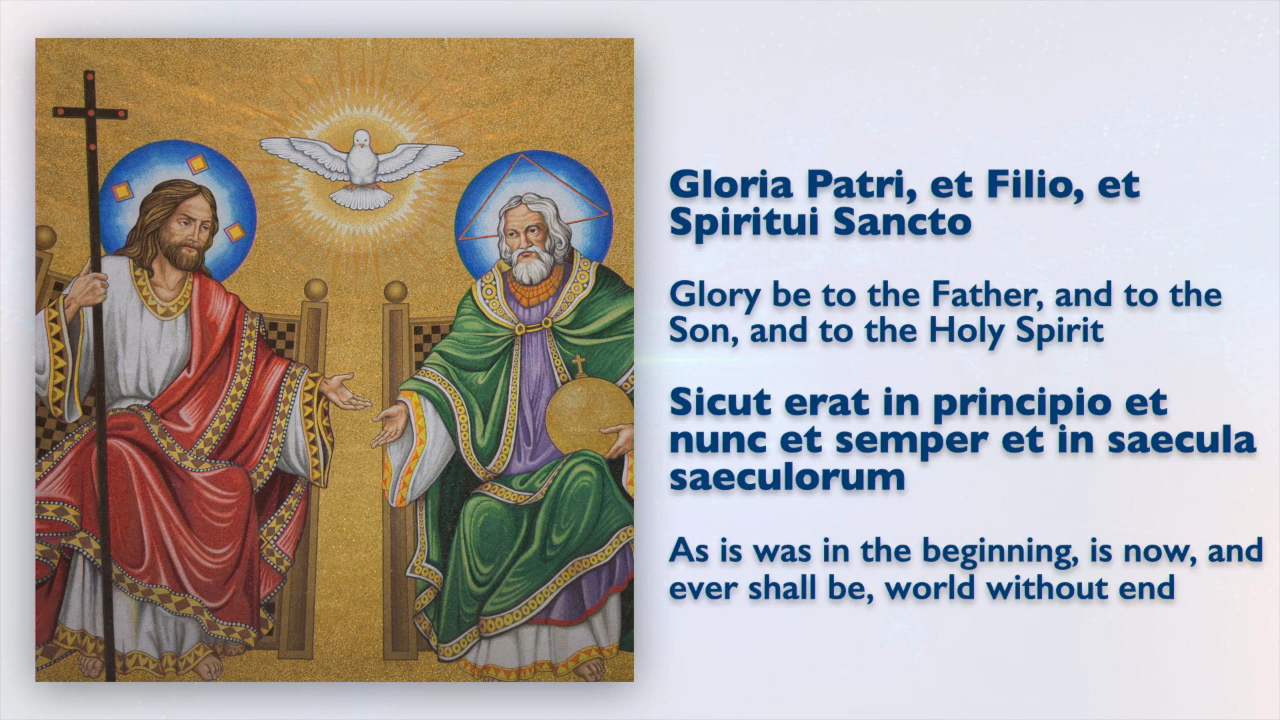 Gloria Patri, et Filio, et
Spiritui Sancto
Glory be to the Father, and to the
Son, and to the Holy Spirit
Sicut erat in principio et
nunc et semper et in saecula
saeculorum
As is was in the beginning, is now, and
ever shall be, world without end